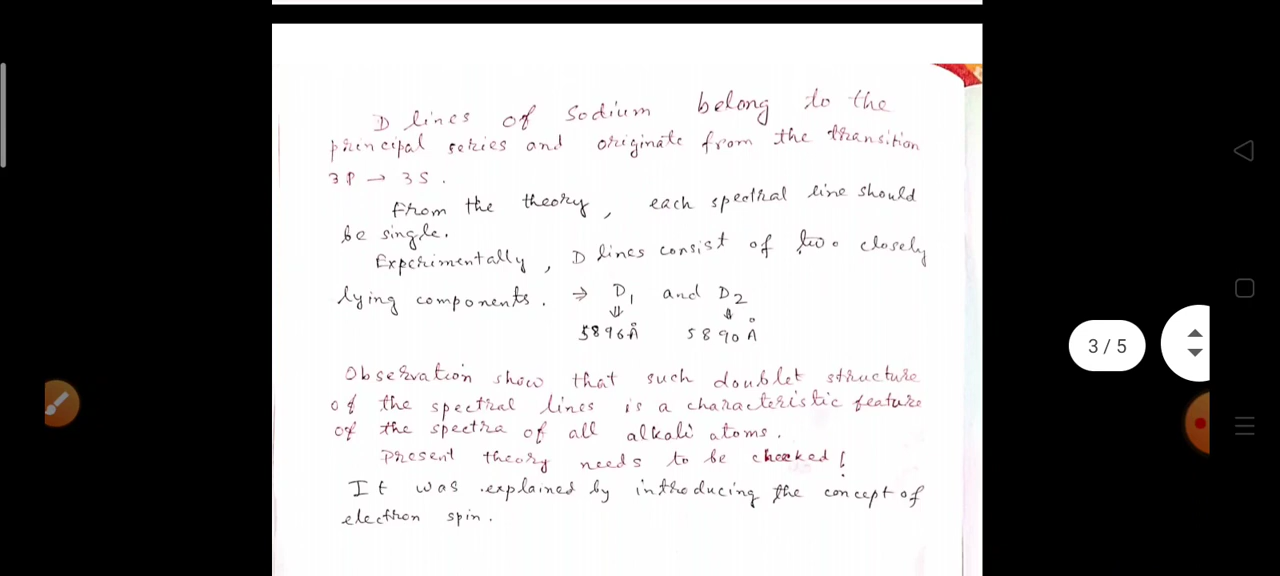 D lines of Sodium belong to the
principal series and originate from the transition
3P → 3S.
From the theory, each spectral line should
be single.
Experimentally, D lines consist of two closely
lying components. ⇒ D₁ and D₂
⇓ ⇓
5896Å 5890Å
Observation show that such doublet structure
of the spectral lines is a characteristic feature
of the spectra of all alkali atoms.
Present theory needs to be checked!
It was explained by introducing the concept of
electron spin.
3 / 5